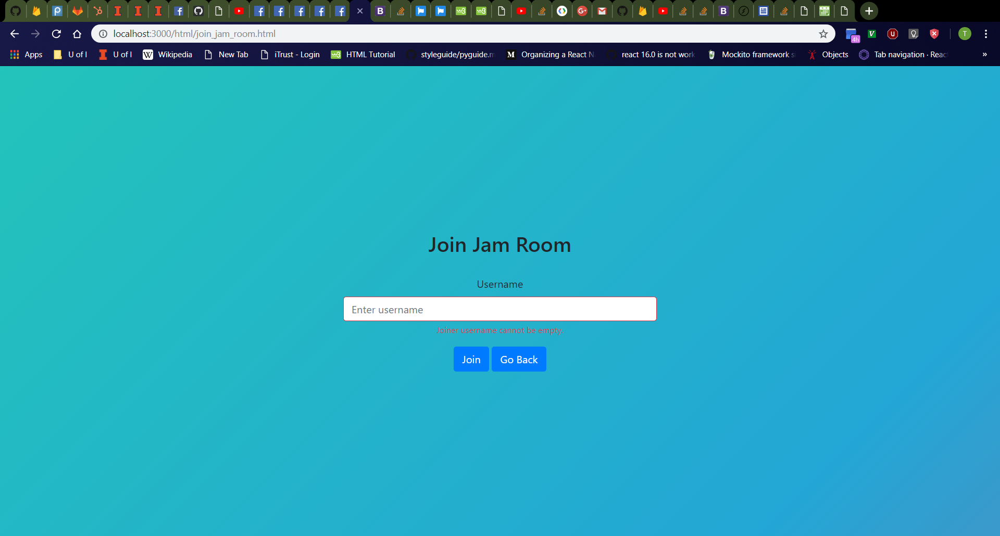 localhost:3000/html/join_jam_room.html
4h
T
Apps U of I U of I Wikipedia New Tab iTrust - Login HTML Tutorial styleguide/pyguide.m Organizing a React N react 16.0 is not work Mockito framework si Objects Tab navigation · Reac »
Join Jam Room
Username
Enter username
Joiner username cannot be empty.
Join Go Back